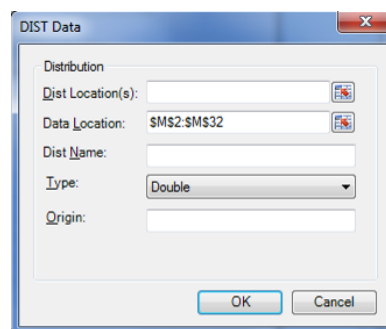 DIST Data
Distribution
Dist Location(s):
Data Location: $M$2:$M$32
Dist Name:
Type: Double
Origin:
OK Cancel